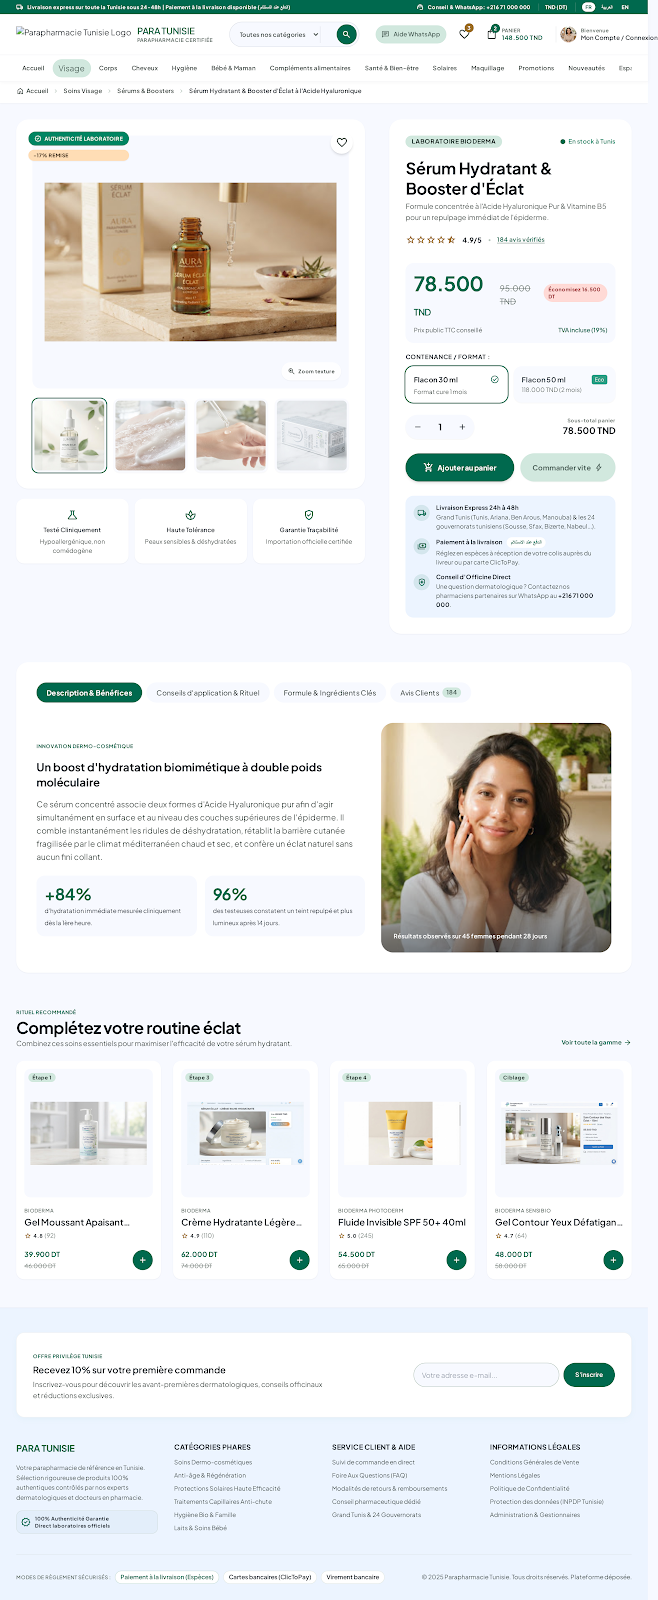 Livraison express sur toute la Tunisie sous 24-48h | Paiement à la livraison disponible (الدفع عند الاستلام)
Conseil & WhatsApp: +216 71 000 000
TND (DT)
FR
العربية
EN
Parapharmacie Tunisie Logo
PARA TUNISIE
PARAPHARMACIE CERTIFIÉE
Toutes nos catégories
Aide WhatsApp
PANIER
148.500 TND
Bienvenue
Mon Compte / Connexion
Accueil
Visage
Corps
Cheveux
Hygiène
Bébé & Maman
Compléments alimentaires
Santé & Bien-être
Solaires
Maquillage
Promotions
Nouveautés
Accueil
Soins Visage
Sérums & Boosters
Sérum Hydratant & Booster d'Éclat à l'Acide Hyaluronique
AUTHENTICITÉ LABORATOIRE
-17% REMISE
SÉRUM
ÉCLAT
AURA
AURA
SÉRUM ÉCLAT
ÉCLAT
Zoom texture
Testé Cliniquement
Hypoallergénique, non
comédogène
Haute Tolérance
Peaux sensibles & déshydratées
Garantie Traçabilité
Importation officielle certifiée
LABORATOIRE BIODERMA
En stock à Tunis
Sérum Hydratant &
Booster d'Éclat
Formule concentrée à l'Acide Hyaluronique Pur & Vitamine B5
pour un repulpage immédiat de l'épiderme.
4.9/5
184 avis vérifiés
78.500
TND
95.000
TND
Économisez 16.500
DT
Prix public TTC conseillé
TVA incluse (19%)
CONTENANCE / FORMAT :
Flacon 30 ml
Format cure 1 mois
Flacon 50 ml
Eco
118.000 TND (2 mois)
1
Sous-total panier
78.500 TND
Ajouter au panier
Commander vite
Livraison Express 24h à 48h
Grand Tunis (Tunis, Ariana, Ben Arous, Manouba) & les 24
gouvernorats tunisiens (Sousse, Sfax, Bizerte, Nabeul...).
Paiement à la livraison
الدفع عند الاستلام
Réglez en espèces à réception de votre colis auprès du
livreur ou par carte ClicToPay.
Conseil d'Officine Direct
Une question dermatologique ? Contactez nos
pharmaciens partenaires sur WhatsApp au +216 71 000
000.
Description & Bénéfices
Conseils d'application & Rituel
Formule & Ingrédients Clés
Avis Clients
184
INNOVATION DERMO-COSMÉTIQUE
Un boost d'hydratation biomimétique à double poids
moléculaire
Ce sérum concentré associe deux formes d'Acide Hyaluronique pur afin d'agir
simultanément en surface et au niveau des couches supérieures de l'épiderme. Il
comble instantanément les ridules de déshydratation, rétablit la barrière cutanée
fragilisée par le climat méditerranéen chaud et sec, et confère un éclat naturel sans
aucun fini collant.
+84%
d'hydratation immédiate mesurée cliniquement
dès la 1ère heure.
96%
des testeuses constatent un teint repulpé et plus
lumineux après 14 jours.
Résultats observés sur 45 femmes pendant 28 jours
RITUEL RECOMMANDÉ
Complétez votre routine éclat
Combinez ces soins essentiels pour maximiser l'efficacité de votre sérum hydratant.
Voir toute la gamme
Étape 1
BIODERMA
Gel Moussant Apaisant...
4.8 (92)
39.900 DT
46.000 DT
Étape 3
BIODERMA
Crème Hydratante Légère...
4.9 (110)
62.000 DT
74.000 DT
Étape 4
BIODERMA PHOTODERM
Fluide Invisible SPF 50+ 40ml
5.0 (245)
54.500 DT
65.000 DT
Ciblage
BIODERMA SENSIBIO
Gel Contour Yeux Défatigan...
4.7 (64)
48.000 DT
58.000 DT
OFFRE PRIVILÈGE TUNISIE
Recevez 10% sur votre première commande
Inscrivez-vous pour découvrir les avant-premières dermatologiques, conseils officinaux
et réductions exclusives.
Votre adresse e-mail...
S'inscrire
PARA TUNISIE
Votre parapharmacie de référence en Tunisie.
Sélection rigoureuse de produits 100%
authentiques contrôlés par nos experts
dermatologiques et docteurs en pharmacie.
100% Authenticité Garantie
Direct laboratoires officiels
CATÉGORIES PHARES
Soins Dermo-cosmétiques
Anti-âge & Régénération
Protections Solaires Haute Efficacité
Traitements Capillaires Anti-chute
Hygiène Bio & Famille
Laits & Soins Bébé
SERVICE CLIENT & AIDE
Suivi de commande en direct
Foire Aux Questions (FAQ)
Modalités de retours & remboursements
Conseil pharmaceutique dédié
Grand Tunis & 24 Gouvernorats
INFORMATIONS LÉGALES
Conditions Générales de Vente
Mentions Légales
Politique de Confidentialité
Protection des données (INPDP Tunisie)
Administration & Gestionnaires
MODES DE RÈGLEMENT SÉCURISÉS :
Paiement à la livraison (Espèces)
Cartes bancaires (ClicToPay)
Virement bancaire
© 2025 Parapharmacie Tunisie. Tous droits réservés. Plateforme déposée.